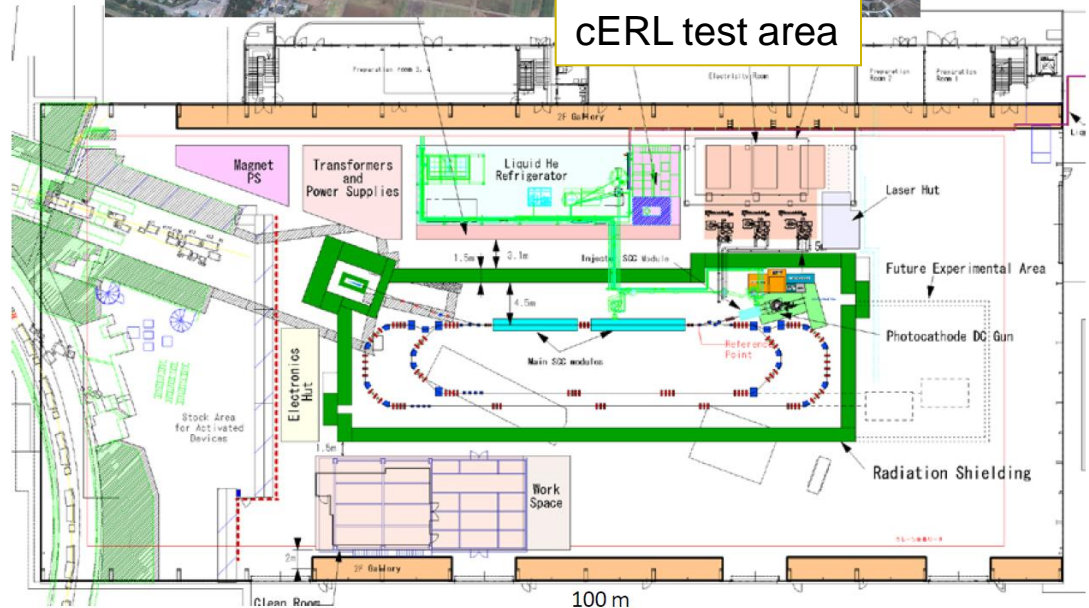 cERL test area
Preparation room 3, 4
Electricity Room
Preparation
Room 2
Preparation
Room 1
2F Gallery
Magnet
PS
Transformers
and
Power Supplies
Liquid He
Refrigerator
Laser Hut
1.5m
3.1m
Injector SCC Module
Future Experimental Area
4.5m
Photocathode DC Gun
Reference
Point
Main SCC modules
Electronics
Hut
Stock Area
for Activated
Devices
1.5m
Radiation Shielding
Work
Space
2m
2F Gallery
Clean Room
100 m